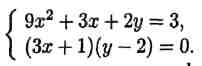 9x² + 3x + 2y = 3,
(3x + 1)(y − 2) = 0.